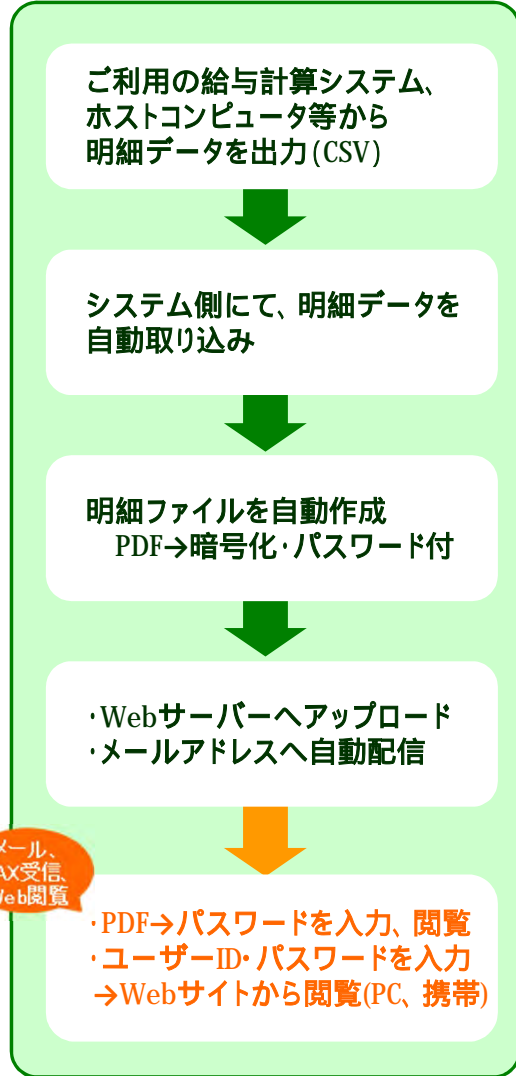 ご利用の給与計算システム、
ホストコンピュータ等から
明細データを出力(CSV)
システム側にて、明細データを
自動取り込み
明細ファイルを自動作成
PDF→暗号化・パスワード付
・Webサーバーへアップロード
・メールアドレスへ自動配信
メール、
AX受信、
Web閲覧
・PDF→パスワードを入力、閲覧
・ユーザーID・パスワードを入力
→Webサイトから閲覧(PC、携帯)